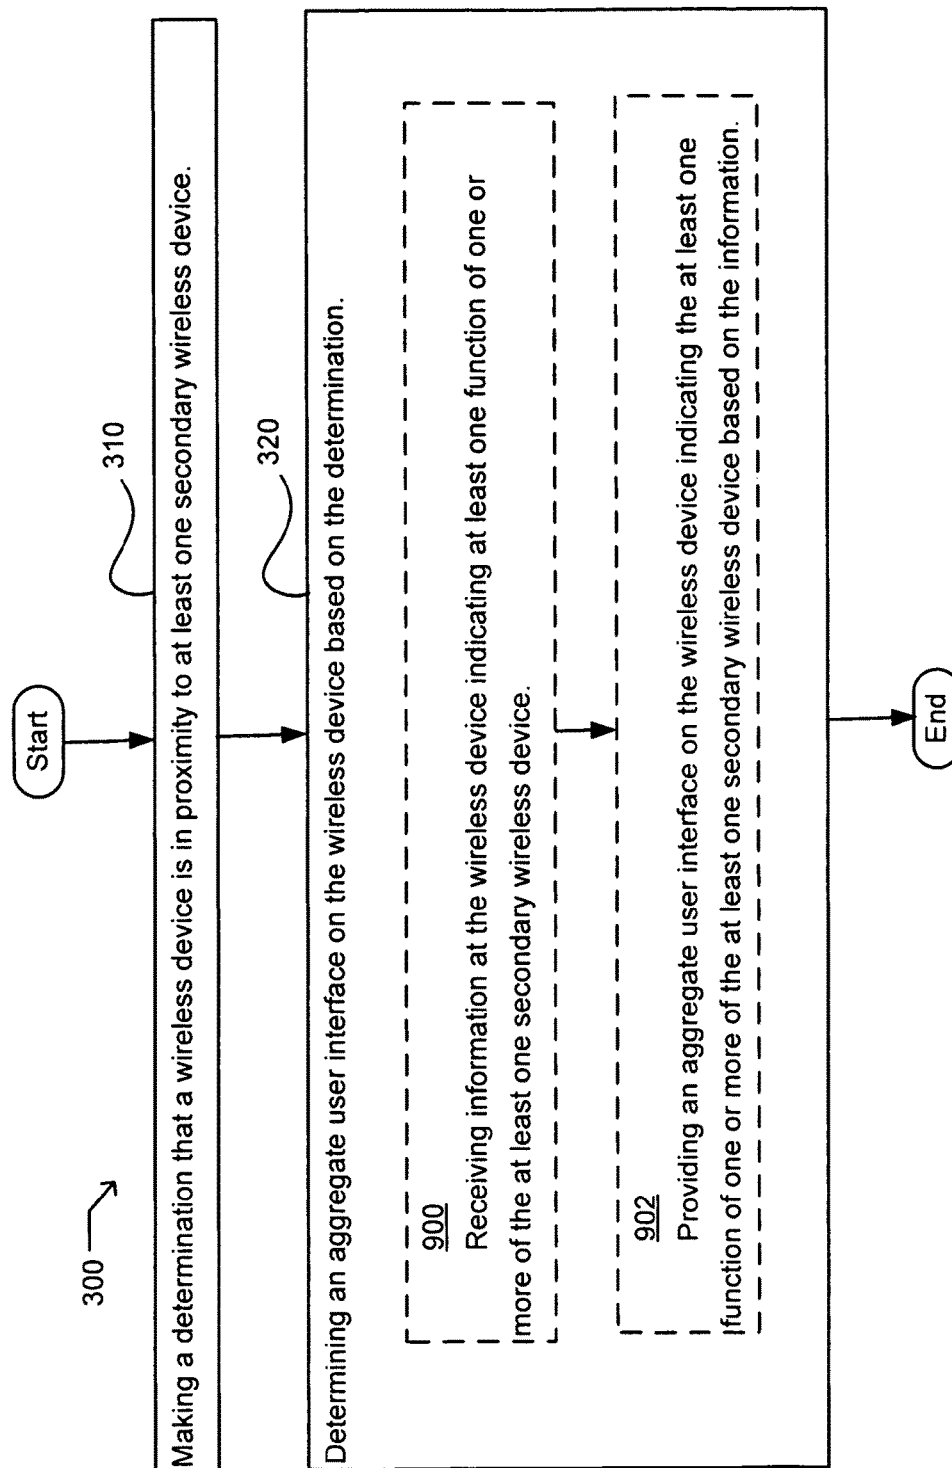 300
Start
310
Making a determination that a wireless device is in proximity to at least one secondary wireless device.
320
Determining an aggregate user interface on the wireless device based on the determination.
900
Receiving information at the wireless device indicating at least one function of one or
more of the at least one secondary wireless device.
902
Providing an aggregate user interface on the wireless device indicating the at least one
function of one or more of the at least one secondary wireless device based on the information.
End